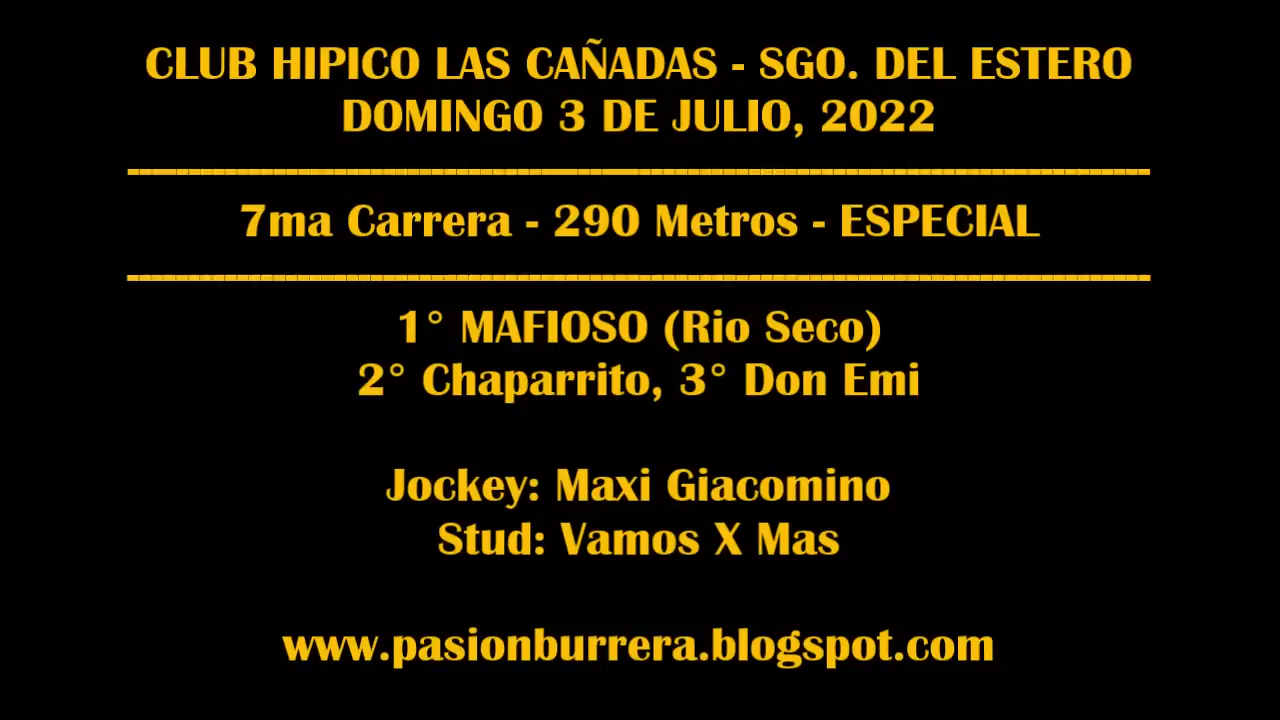 CLUB HIPICO LAS CAÑADAS - SGO. DEL ESTERO
DOMINGO 3 DE JULIO, 2022
7ma Carrera - 290 Metros - ESPECIAL
1° MAFIOSO (Rio Seco)
2° Chaparrito, 3° Don Emi
Jockey: Maxi Giacomino
Stud: Vamos X Mas
www.pasionburrera.blogspot.com